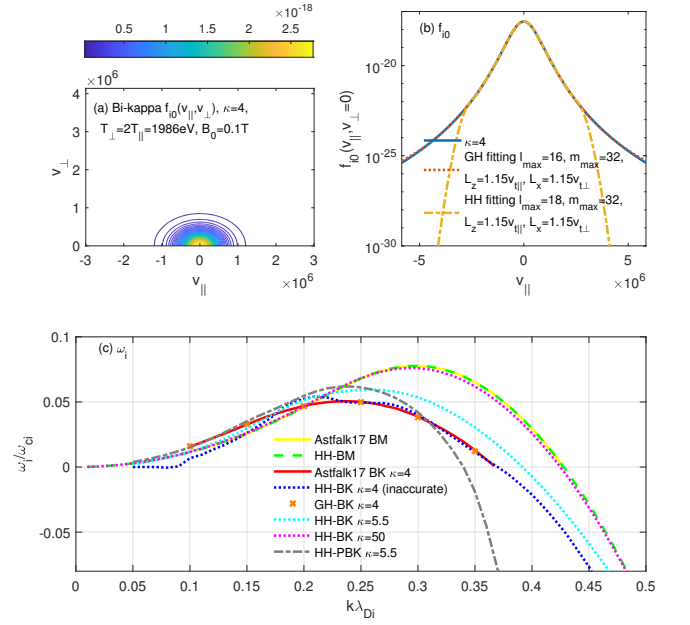 ×10^-18
0.5 1 1.5 2 2.5
×10^6
4
3
2
1
0
v_⊥
(a) Bi-kappa f_i0(v_||,v_⊥), κ=4,
T_⊥=2T_||=1986eV, B_0=0.1T
-3 -2 -1 0 1 2 3
v_|| ×10^6
(b) f_i0
10^-20
10^-25
10^-30
f_i0(v_||,v_⊥=0)
κ=4
GH fitting l_max=16, m_max=32,
L_z=1.15v_t||, L_x=1.15v_t⊥
HH fitting l_max=18, m_max=32,
L_z=1.15v_t||, L_x=1.15v_t⊥
-5 0 5
v_|| ×10^6
(c) ω_i
0.1
0.05
0
-0.05
ω_i/ω_ci
Astfalk17 BM
HH-BM
Astfalk17 BK κ=4
HH-BK κ=4 (inaccurate)
GH-BK κ=4
HH-BK κ=5.5
HH-BK κ=50
HH-PBK κ=5.5
0 0.05 0.1 0.15 0.2 0.25 0.3 0.35 0.4 0.45 0.5
kλ_Di